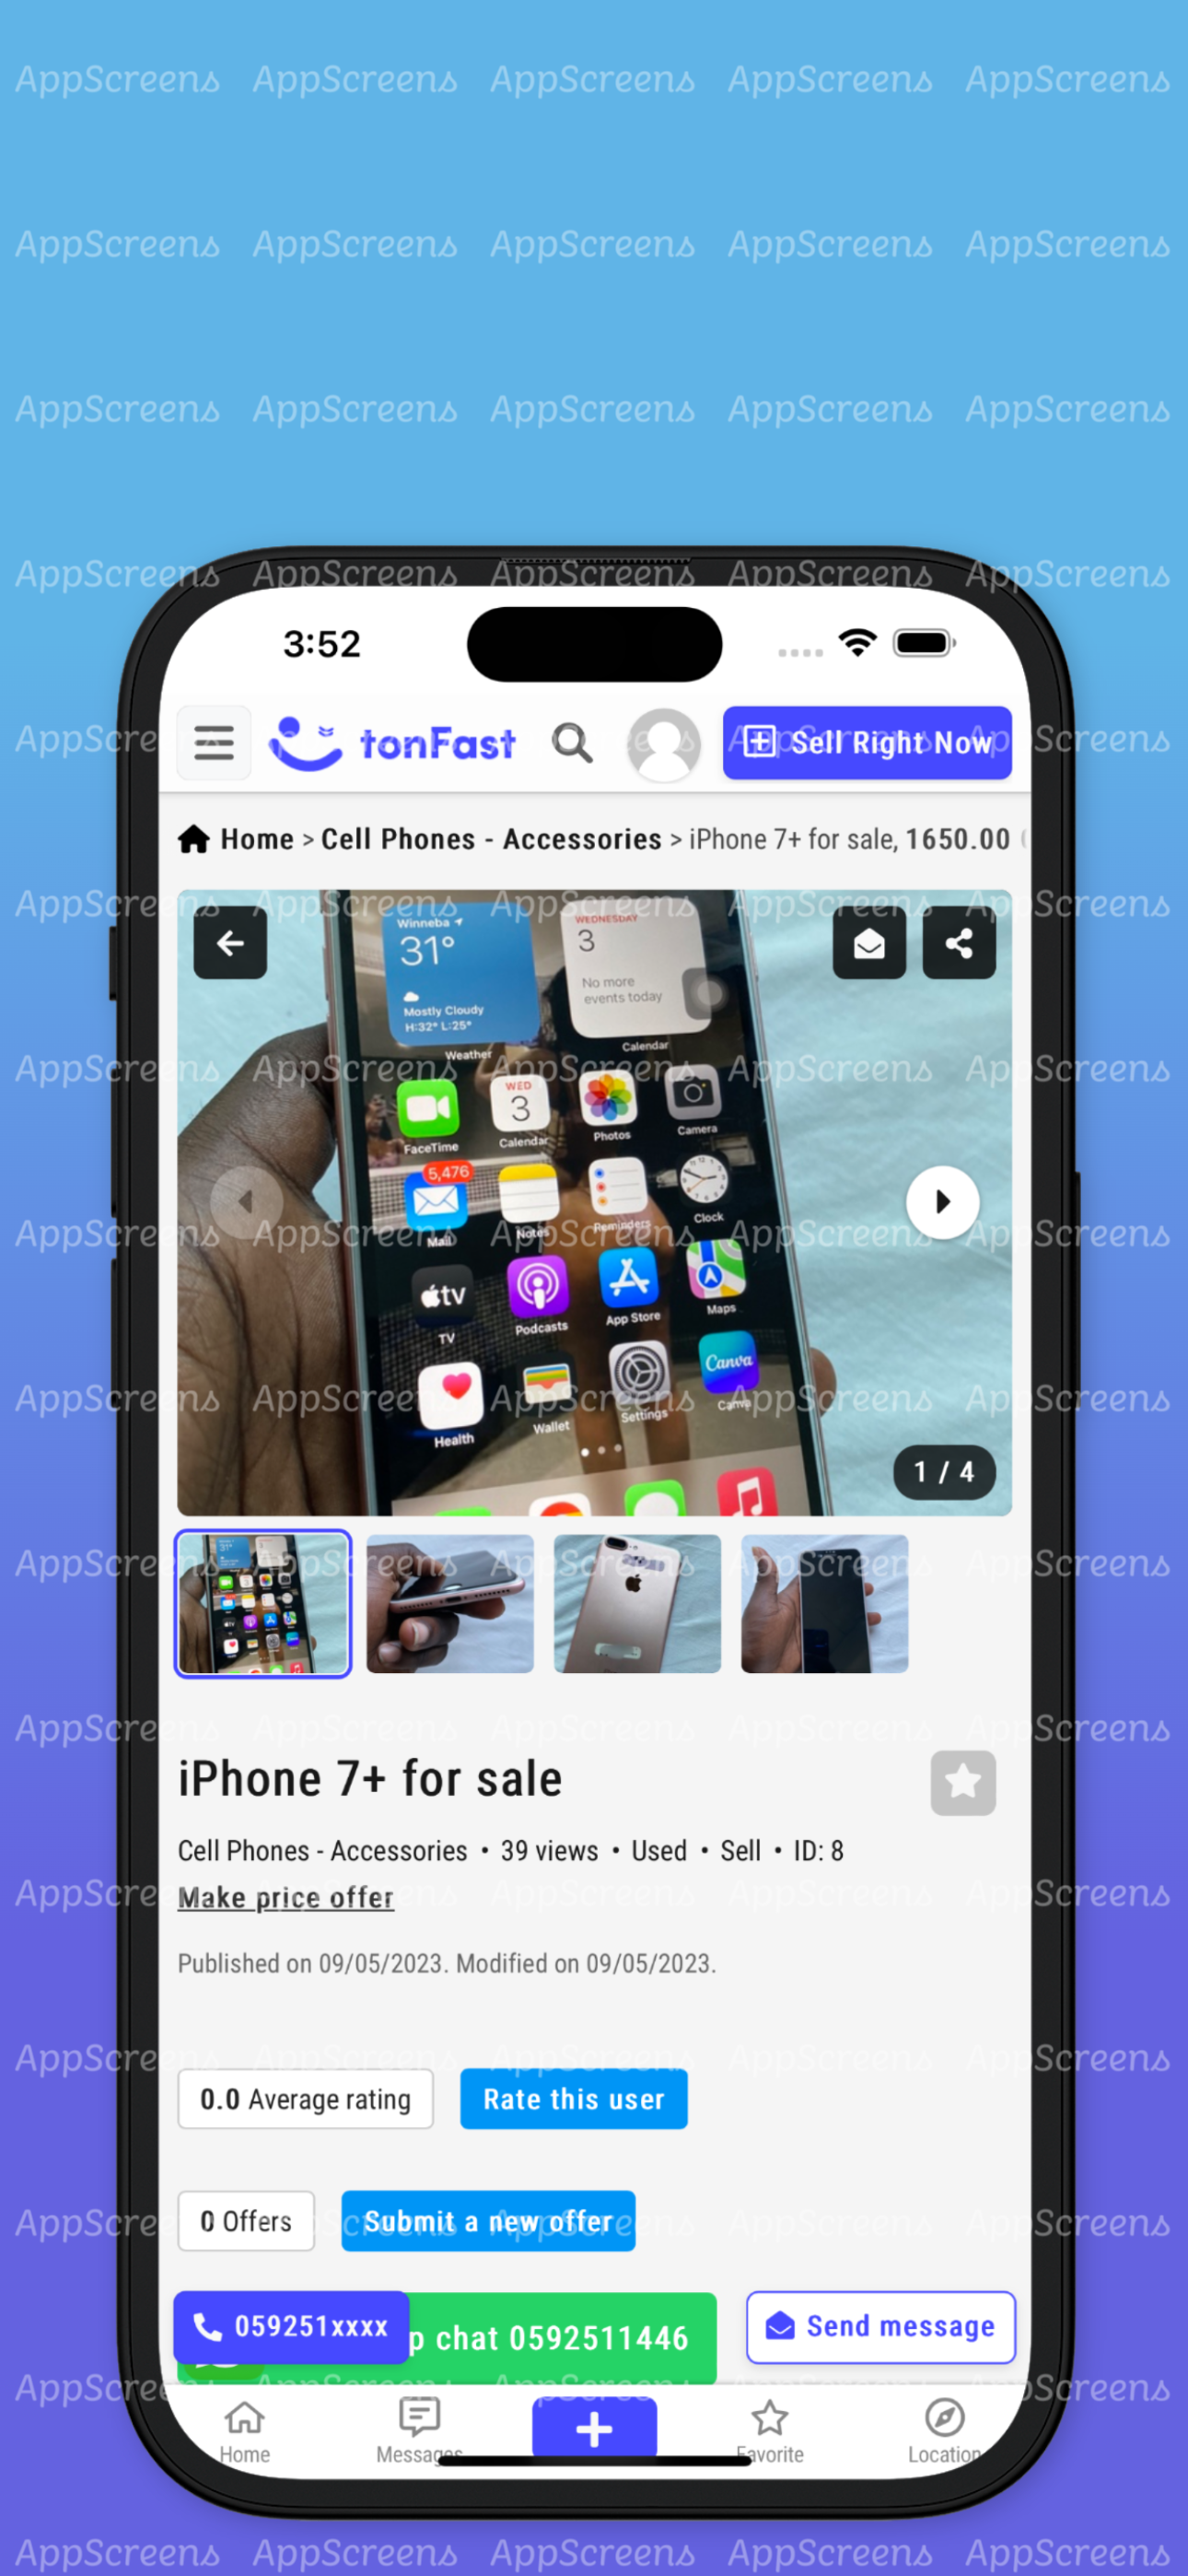 AppScreens AppScreens AppScreens AppScreens AppScreens
AppScreens AppScreens AppScreens AppScreens AppScreens
AppScreens AppScreens AppScreens AppScreens AppScreens
AppScreens AppScreens AppScreens AppScreens AppScreens
3:52
tonFast
Sell Right Now
Home > Cell Phones - Accessories > iPhone 7+ for sale, 1650.00
Winneba
31°
Mostly Cloudy
H:32° L:25°
Weather
WEDNESDAY
3
No more
events today
Calendar
FaceTime
WED
3
Calendar
Photos
Camera
5,476
Mail
Notes
Reminders
Clock
tv
TV
Podcasts
App Store
Maps
Health
Wallet
Settings
Canva
Canva
1 / 4
iPhone 7+ for sale
Cell Phones - Accessories • 39 views • Used • Sell • ID: 8
Make price offer
Published on 09/05/2023. Modified on 09/05/2023.
0.0 Average rating
Rate this user
0 Offers
Submit a new offer
059251xxxx
p chat 0592511446
Send message
Home
Messages
Favorite
Location
AppScreens AppScreens AppScreens AppScreens AppScreens